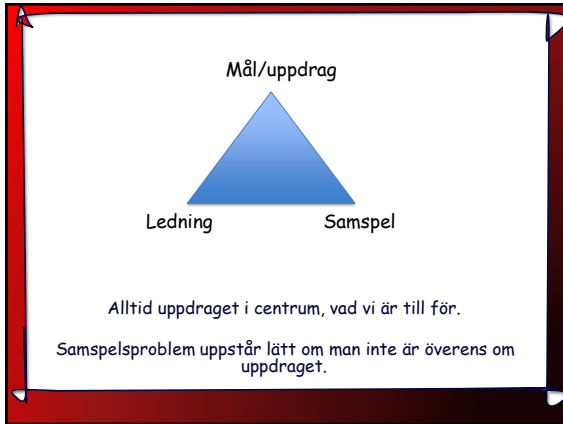 Mål/uppdrag
Ledning
Samspel
Alltid uppdraget i centrum, vad vi är till för.
Samspelsproblem uppstår lätt om man inte är överens om
uppdraget.